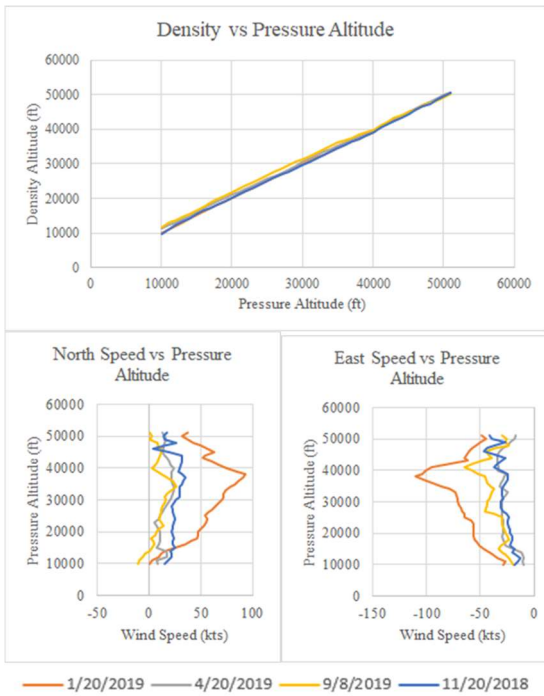 Density vs Pressure Altitude
60000
50000
40000
30000
20000
10000
0
Density Altitude (ft)
0 10000 20000 30000 40000 50000 60000
Pressure Altitude (ft)
North Speed vs Pressure
Altitude
60000
50000
40000
30000
20000
10000
0
Pressure Altitude (ft)
-50 0 50 100
Wind Speed (kts)
East Speed vs Pressure
Altitude
60000
50000
40000
30000
20000
10000
0
Pressure Altitude (ft)
-150 -100 -50 0
Wind Speed (kts)
1/20/2019 4/20/2019 9/8/2019 11/20/2018